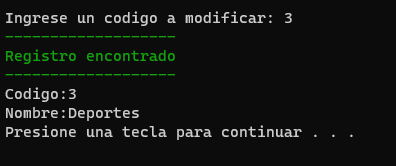 Ingrese un codigo a modificar: 3
-------------------
Registro encontrado
-------------------
Codigo:3
Nombre:Deportes
Presione una tecla para continuar . . .